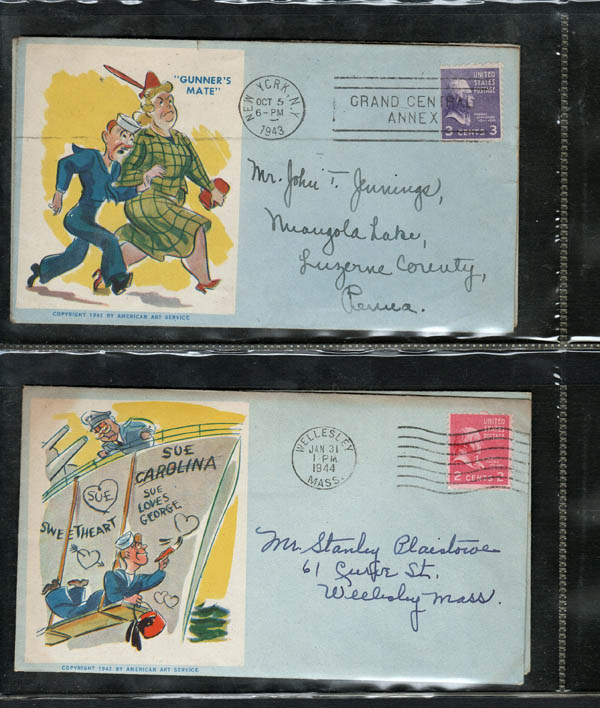 "GUNNER'S
MATE"
COPYRIGHT 1942 BY AMERICAN ART SERVICE
NEW YORK, N.Y.
OCT 5
6-PM
1943
GRAND CENTRAL
ANNEX
UNITED
STATES
POSTAGE
3 CENTS 3
Mr. John T. Jennings,
Luzerne County,
Penna.
SUE
CAROLINA
SUE
LOVES
GEORGE
SUE
SWEETHEART
COPYRIGHT 1942 BY AMERICAN ART SERVICE
WELLESLEY
JAN 31
1 PM
1944
MASS.
UNITED
STATES
POSTAGE
2 CENTS 2
Mr. Stanley Plaistowe
61 Curve St.
Wellesley Mass.